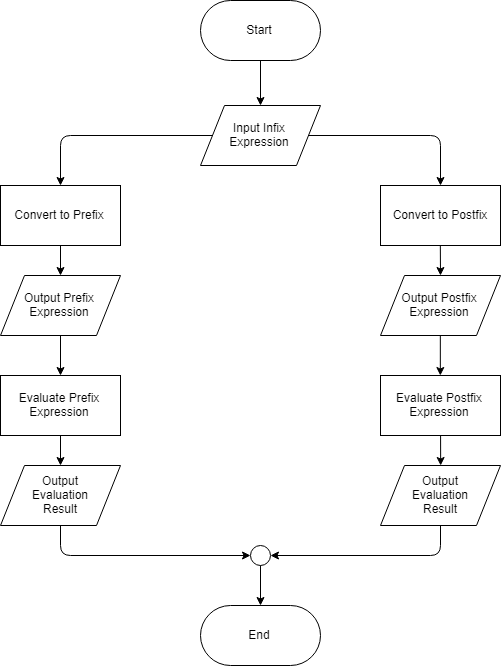 Start
Input Infix
Expression
Convert to Prefix
Convert to Postfix
Output Prefix
Expression
Output Postfix
Expression
Evaluate Prefix
Expression
Evaluate Postfix
Expression
Output
Evaluation
Result
Output
Evaluation
Result
End